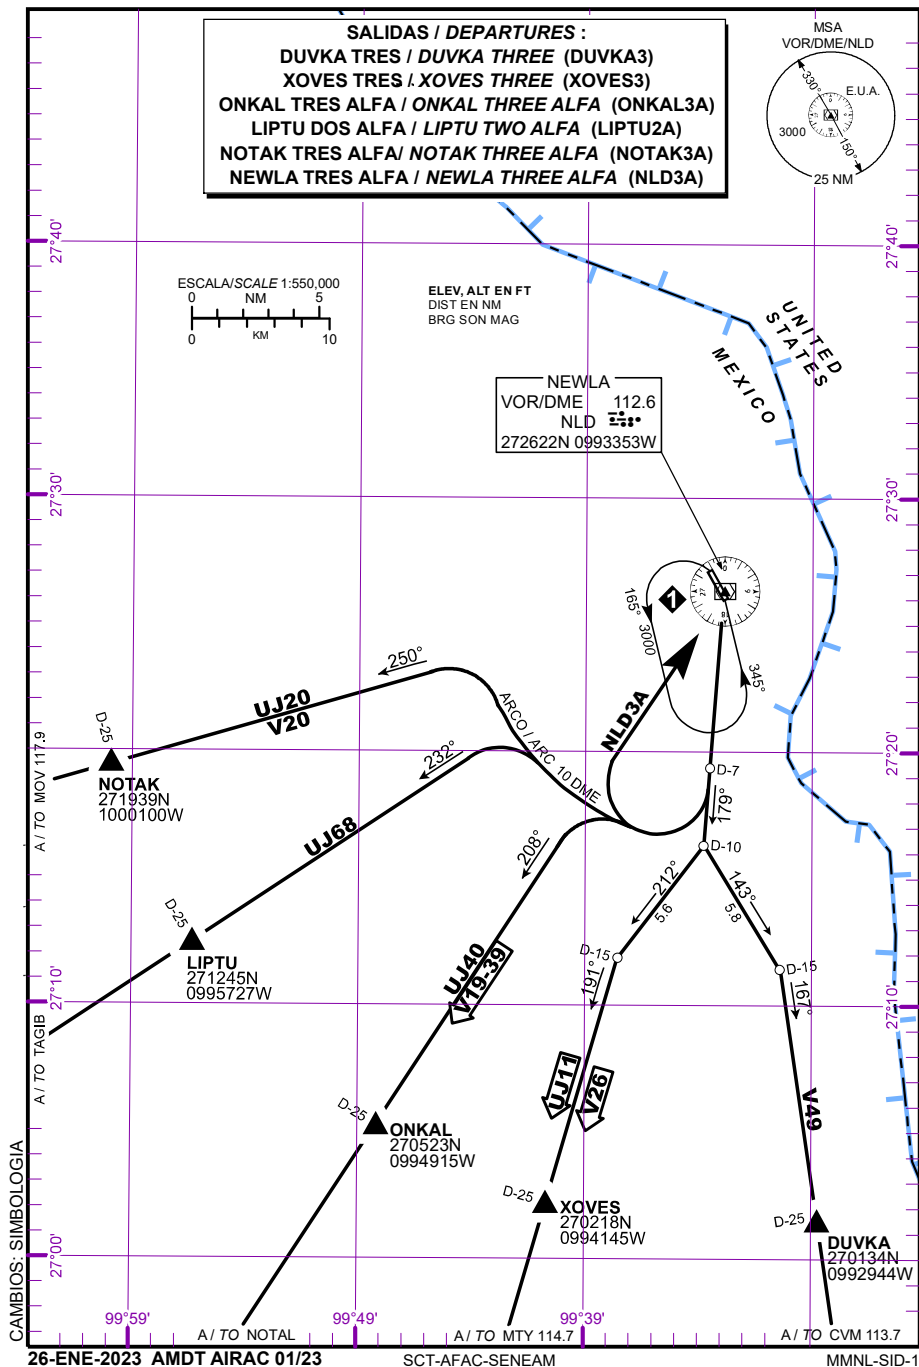 SALIDAS / DEPARTURES :
DUVKA TRES / DUVKA THREE (DUVKA3)
XOVES TRES / XOVES THREE (XOVES3)
ONKAL TRES ALFA / ONKAL THREE ALFA (ONKAL3A)
LIPTU DOS ALFA / LIPTU TWO ALFA (LIPTU2A)
NOTAK TRES ALFA/ NOTAK THREE ALFA (NOTAK3A)
NEWLA TRES ALFA / NEWLA THREE ALFA (NLD3A)
MSA
VOR/DME/NLD
330°
E.U.A.
3000
150°
25 NM
27°40'
27°40'
ESCALA/SCALE 1:550,000
0 NM 5
0 KM 10
ELEV, ALT EN FT
DIST EN NM
BRG SON MAG
UNITED
STATES
MEXICO
NEWLA
VOR/DME 112.6
NLD
272622N 0993353W
27°30'
27°30'
1
165° 3000
345°
NLD3A
250°
UJ20
V20
ARCO / ARC 10 DME
D-25
NOTAK
271939N
1000100W
A / TO MOV 117.9
27°20'
27°20'
232°
UJ68
D-7
179°
D-10
208°
212°
5.6
143°
5.8
D-25
LIPTU
271245N
0995727W
D-15
191°
D-15
167°
UJ40
V19-39
27°10'
27°10'
A / TO TAGIB
UJ11
V26
V49
D-25
ONKAL
270523N
0994915W
D-25
XOVES
270218N
0994145W
D-25
DUVKA
270134N
0992944W
27°00'
27°00'
99°59'
99°49'
99°39'
A / TO NOTAL
A / TO MTY 114.7
A / TO CVM 113.7
CAMBIOS: SIMBOLOGIA
26-ENE-2023 AMDT AIRAC 01/23
SCT-AFAC-SENEAM
MMNL-SID-1